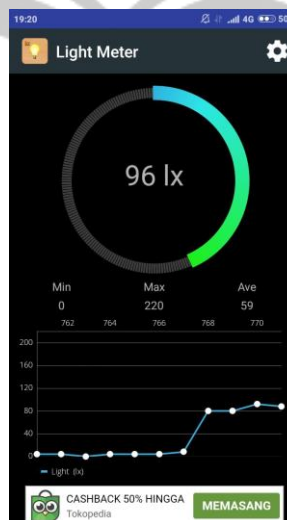 19:20 4G 50
Light Meter
96 lx
Min Max Ave
0 220 59
762 764 766 768 770
200
160
120
80
40
0
Light (lx)
CASHBACK 50% HINGGA
Tokopedia
MEMASANG